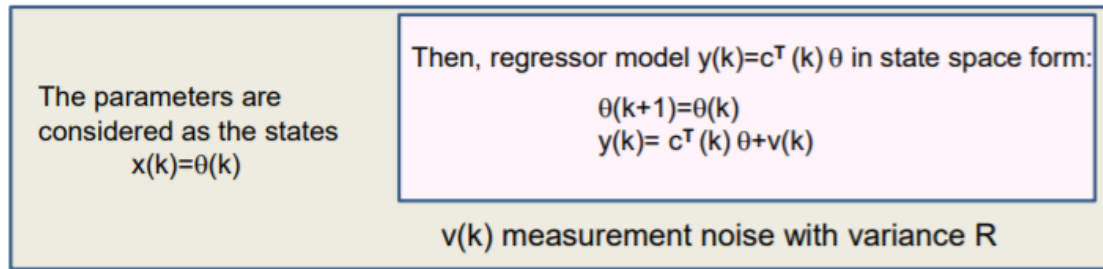 The parameters are
considered as the states
x(k)=θ(k)
Then, regressor model y(k)=cᵀ (k) θ in state space form:
θ(k+1)=θ(k)
y(k)= cᵀ (k) θ+v(k)
v(k) measurement noise with variance R